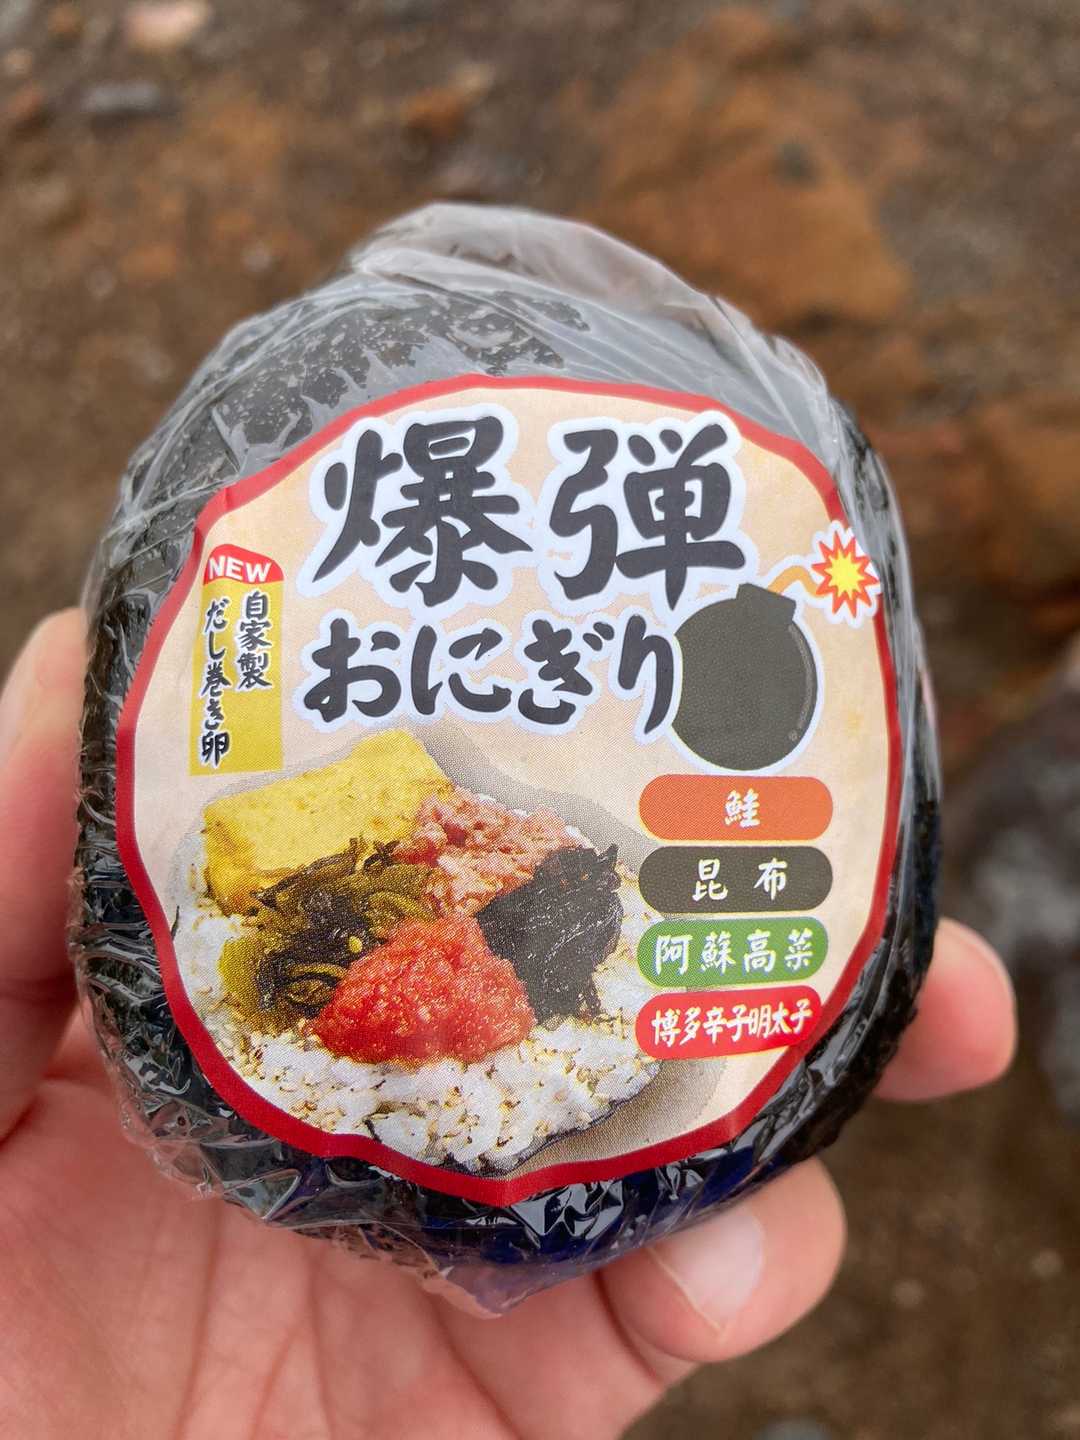 爆弾
おにぎり
NEW
自家製
だし巻き卵
鮭
昆布
阿蘇高菜
博多辛子明太子